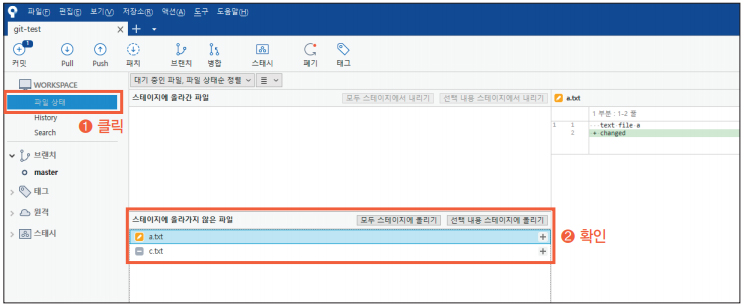 파일(F) 편집(E) 보기(V) 저장소(R) 액션(A) 도구 도움말(H)
git-test
1
커밋 Pull Push 패치 브랜치 병합 스태시 폐기 태그
WORKSPACE
파일 상태
History
Search
브랜치
master
태그
원격
스태시
1 클릭
대기 중인 파일, 파일 상태순 정렬
스테이지에 올라간 파일 모두 스테이지에서 내리기 선택 내용 스테이지에서 내리기
스테이지에 올라가지 않은 파일 모두 스테이지에 올리기 선택 내용 스테이지에 올리기
a.txt
c.txt
2 확인
a.txt
1 부분 : 1-2 줄
1 1 text file a
2 + changed